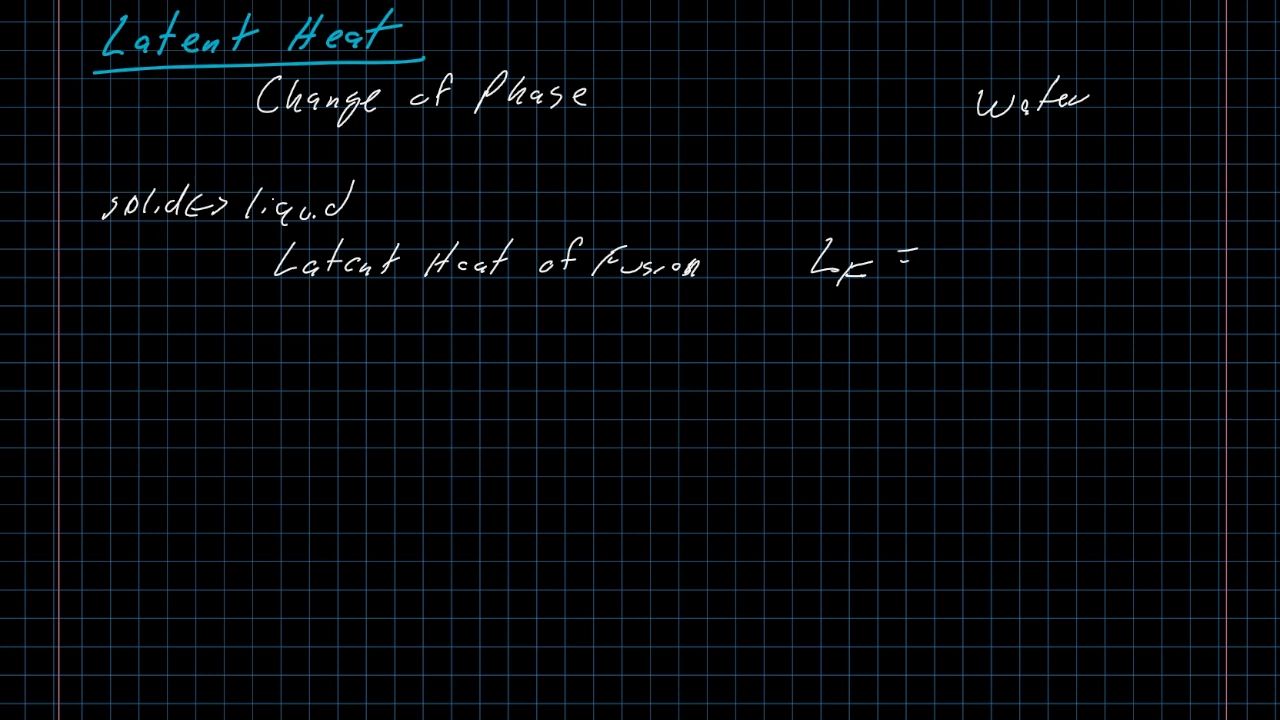 Latent Heat
Change of Phase
Water
solid<->liquid
Latent Heat of Fusion L_F =